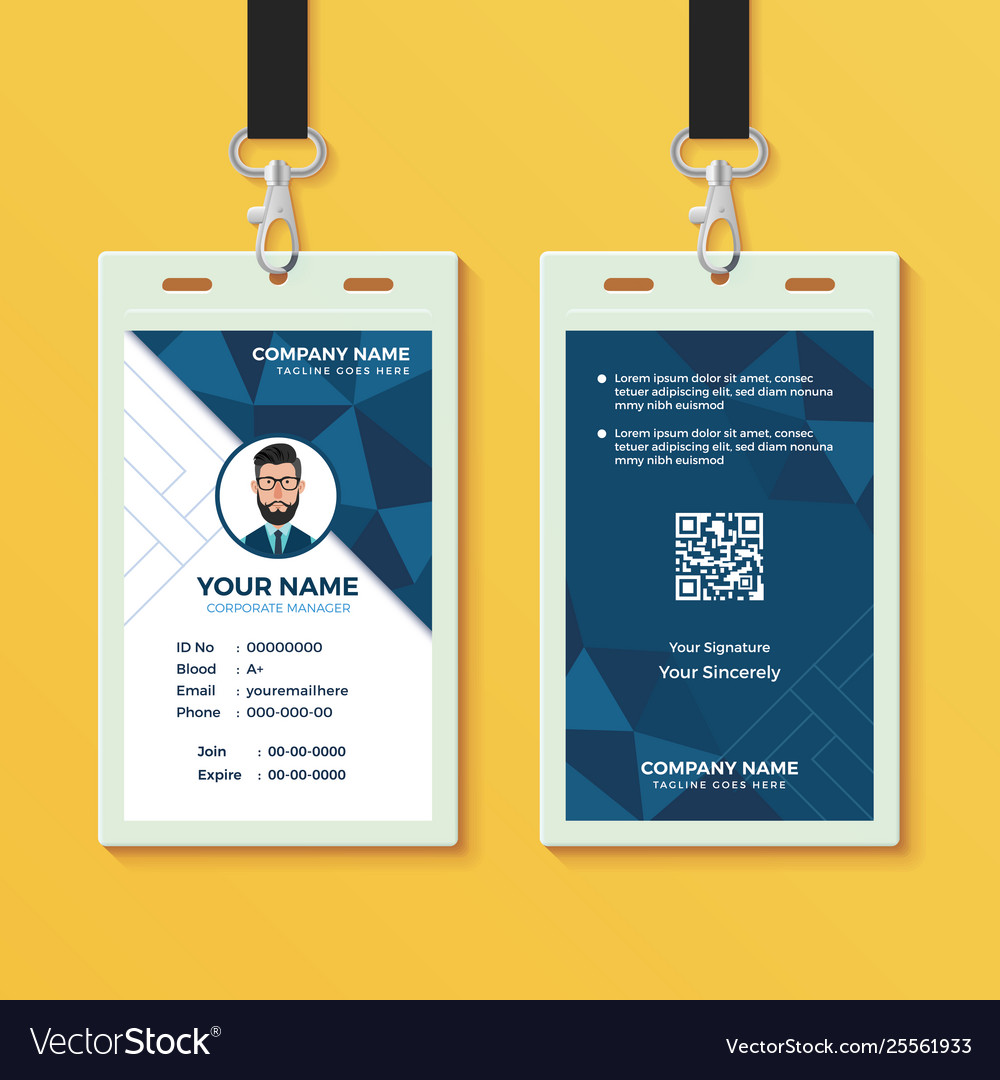 COMPANY NAME
TAGLINE GOES HERE
YOUR NAME
CORPORATE MANAGER
ID No : 00000000
Blood : A+
Email : youremailhere
Phone : 000-000-00
Join : 00-00-0000
Expire : 00-00-0000
Lorem ipsum dolor sit amet, consec
tetuer adipiscing elit, sed diam nonuna
mmy nibh euismod
Lorem ipsum dolor sit amet, consec
tetuer adipiscing elit, sed diam nonuna
mmy nibh euismod
Your Signature
Your Sincerely
COMPANY NAME
TAGLINE GOES HERE
VectorStock®
VectorStock.com/25561933